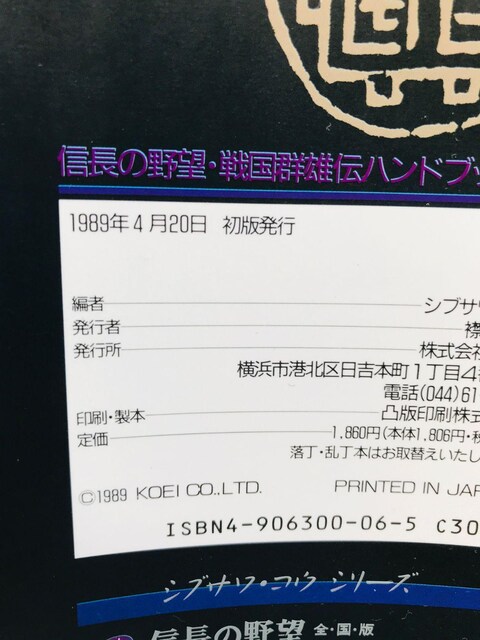 信長の野望・戦国群雄伝ハンドブッ
1989年4月20日 初版発行
編者 シブサ
発行者 襟
発行所 株式会社
横浜市港北区日吉本町1丁目4番
電話(044)61
印刷・製本 凸版印刷株式
定価 1,860円(本体1,806円・税
落丁・乱丁本はお取替えいたし
©1989 KOEI CO.,LTD. PRINTED IN JAP
ISBN4-906300-06-5 C30
シブサワ・コウ シリーズ
信長の野望 全・国・版